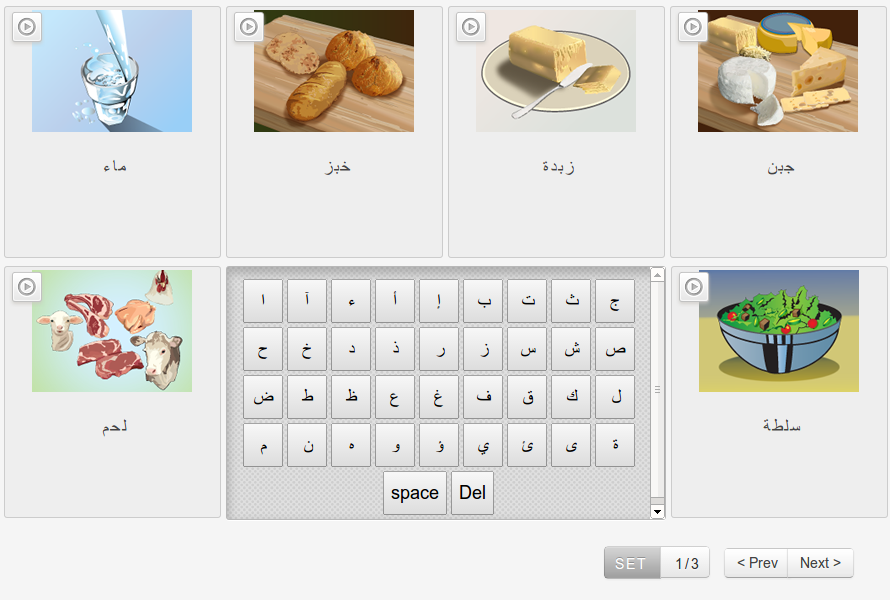 ماء
خبز
زبدة
جبن
لحم
ا آ ء أ إ ب ت ث ج
ح خ د ذ ر ز س ش ص
ض ط ظ ع غ ف ق ك ل
م ن ه و ؤ ي ئ ى ة
space Del
سلطة
SET 1/3 < Prev Next >